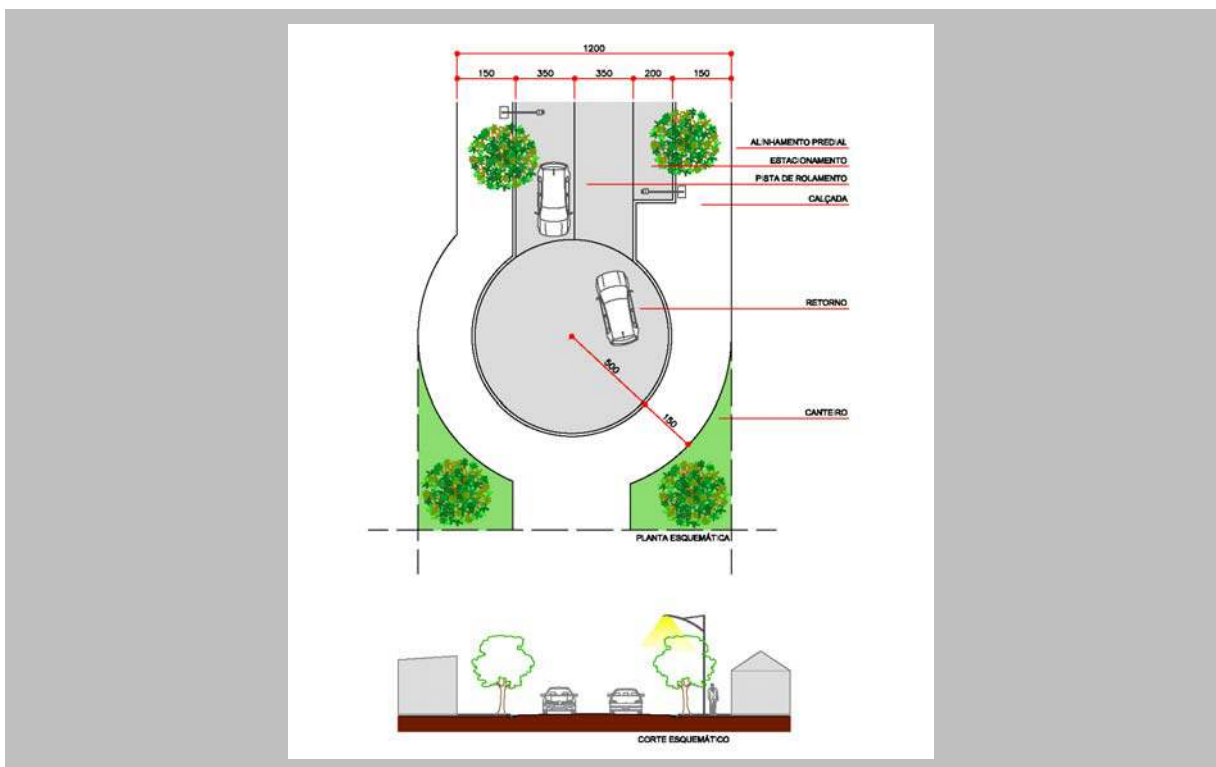 1200
150 350 350 200 150
ALINHAMENTO PREDIAL
ESTACIONAMENTO
PISTA DE ROLAMENTO
CALÇADA
RETORNO
500
150
CANTEIRO
PLANTA ESQUEMÁTICA
CORTE ESQUEMÁTICO